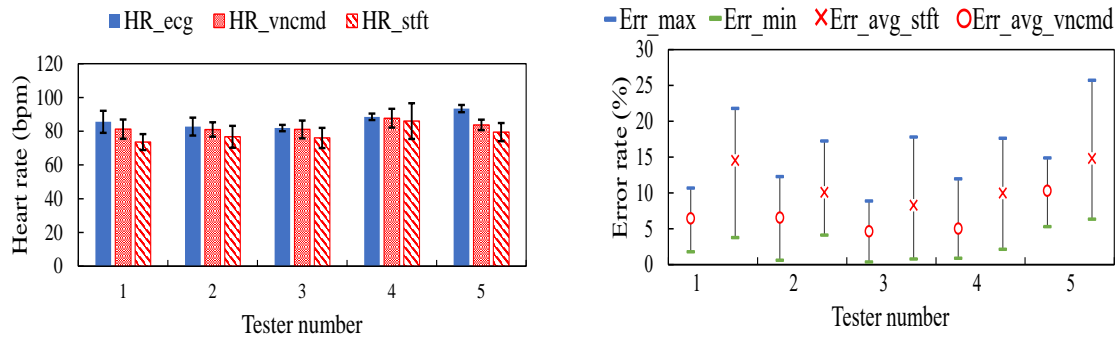 HR_ecg HR_vncmd HR_stft
Heart rate (bpm)
120
100
80
60
40
20
0
1 2 3 4 5
Tester number
Err_max Err_min Err_avg_stft Err_avg_vncmd
Error rate (%)
30
25
20
15
10
5
0
1 2 3 4 5
Tester number